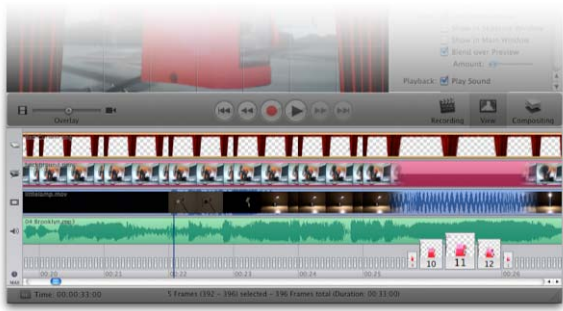 Show in Main Window
Blend over Preview
Amount:
Playback: Play Sound
Overlay
Recording View Compositing
littlelamp.mov
04 Brooklyn.mp3
10 11 12
00:20 00:21 00:22 00:23 00:24 00:25 00:26
Time: 00:00:33:00 5 Frames (392 – 396) selected – 396 Frames total (Duration: 00:33:00)